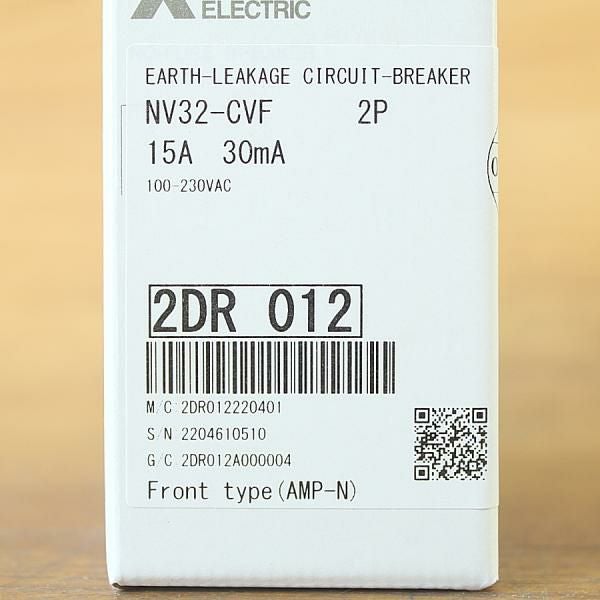 ELECTRIC
EARTH-LEAKAGE CIRCUIT-BREAKER
NV32-CVF 2P
15A 30mA
100-230VAC
2DR 012
M/C 2DR012220401
S/N 2204610510
G/C 2DR012A000004
Front type(AMP-N)